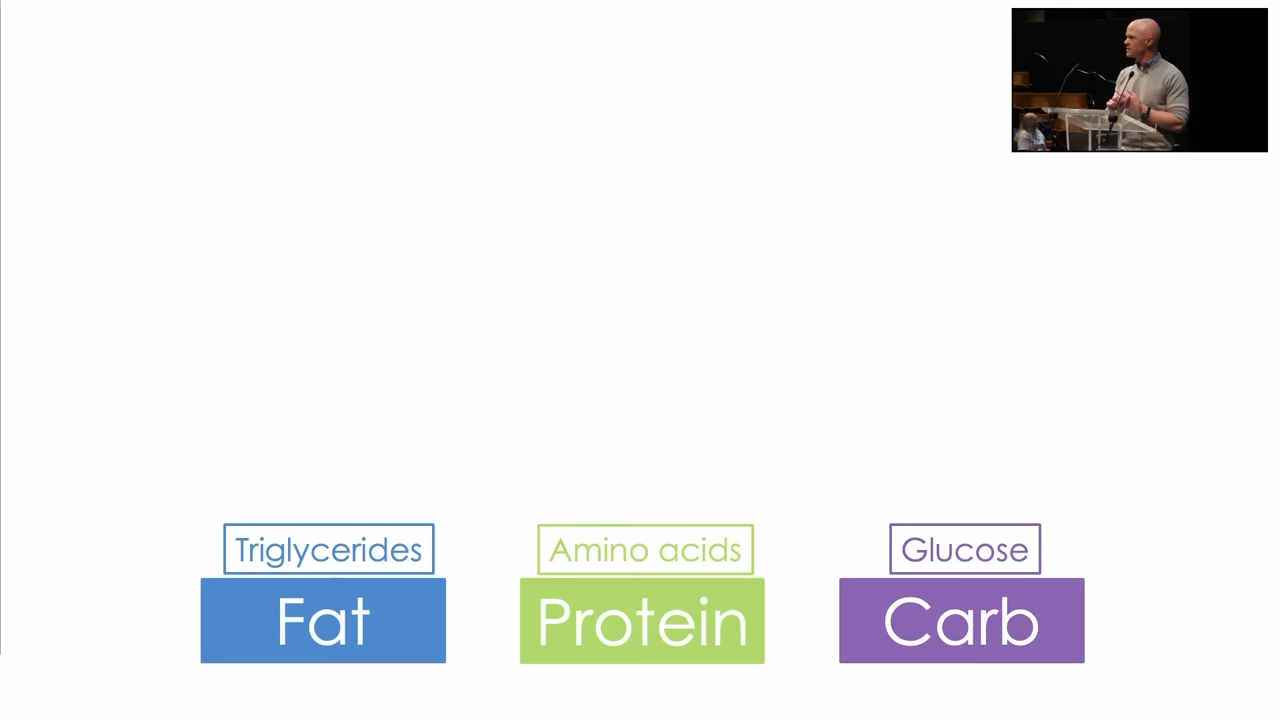 Triglycerides
Amino acids
Glucose
Fat
Protein
Carb